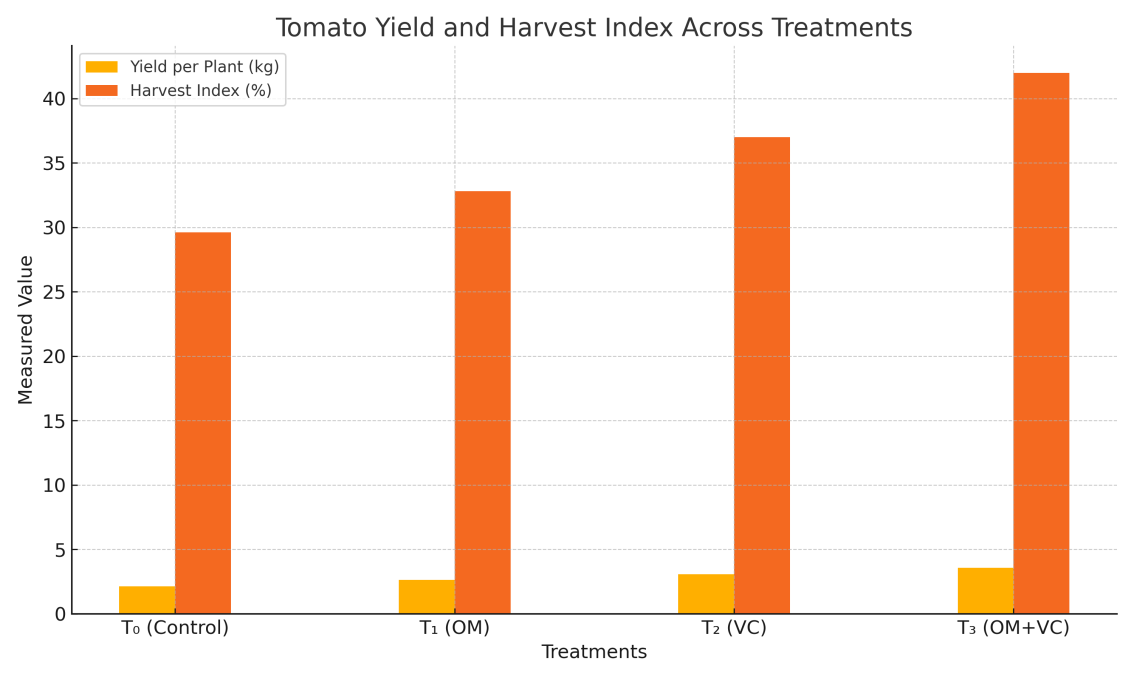 Tomato Yield and Harvest Index Across Treatments
Yield per Plant (kg)
Harvest Index (%)
Measured Value
40
35
30
25
20
15
10
5
0
T₀ (Control)
T₁ (OM)
T₂ (VC)
T₃ (OM+VC)
Treatments